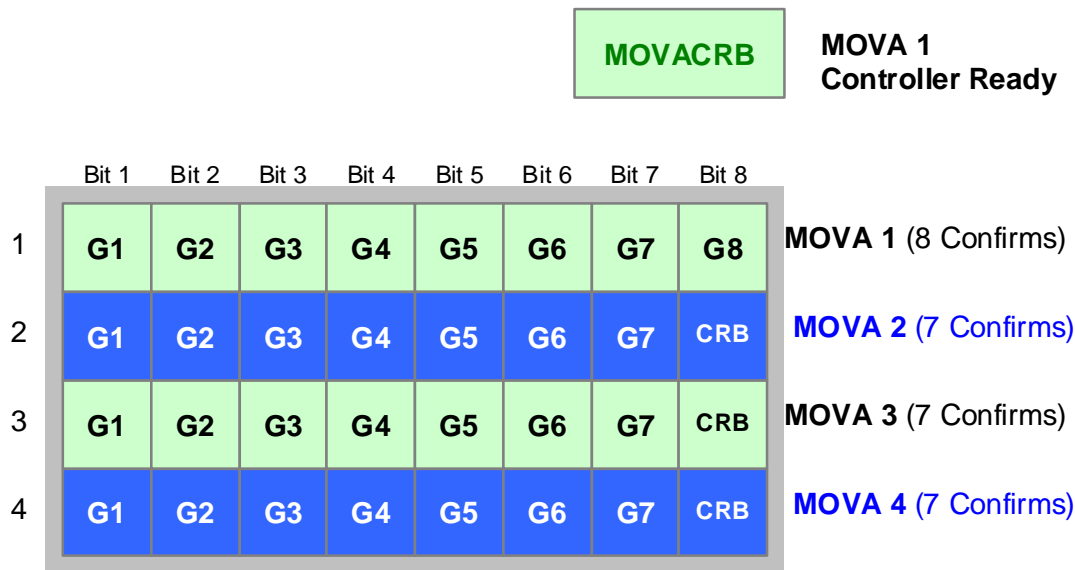 MOVACRB
MOVA 1
Controller Ready
Bit 1 Bit 2 Bit 3 Bit 4 Bit 5 Bit 6 Bit 7 Bit 8
1 G1 G2 G3 G4 G5 G6 G7 G8 MOVA 1 (8 Confirms)
2 G1 G2 G3 G4 G5 G6 G7 CRB MOVA 2 (7 Confirms)
3 G1 G2 G3 G4 G5 G6 G7 CRB MOVA 3 (7 Confirms)
4 G1 G2 G3 G4 G5 G6 G7 CRB MOVA 4 (7 Confirms)